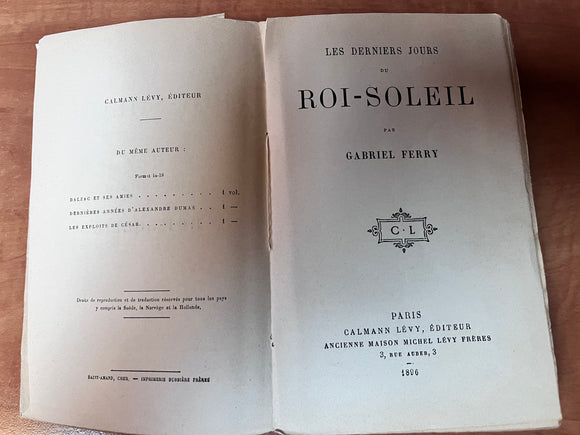 CALMANN LÉVY, ÉDITEUR
DU MÊME AUTEUR :
Format in-18
BALZAC ET SES AMIES . . . . . . . . . . 1 vol.
DERNIÈRES ANNÉES D'ALEXANDRE DUMAS. . . 1 —
LES EXPLOITS DE CÉSAR. . . . . . . . . . 1 —
Droits de reproduction et de traduction réservés pour tous les pays
y compris la Suède, la Norvège et la Hollande.
SAINT-AMAND, CHER. — IMPRIMERIE BUSSIÈRE FRÈRES
LES DERNIERS JOURS
DU
ROI-SOLEIL
PAR
GABRIEL FERRY
C · L
PARIS
CALMANN LÉVY, ÉDITEUR
ANCIENNE MAISON MICHEL LÉVY FRÈRES
3, RUE AUBER, 3
1896